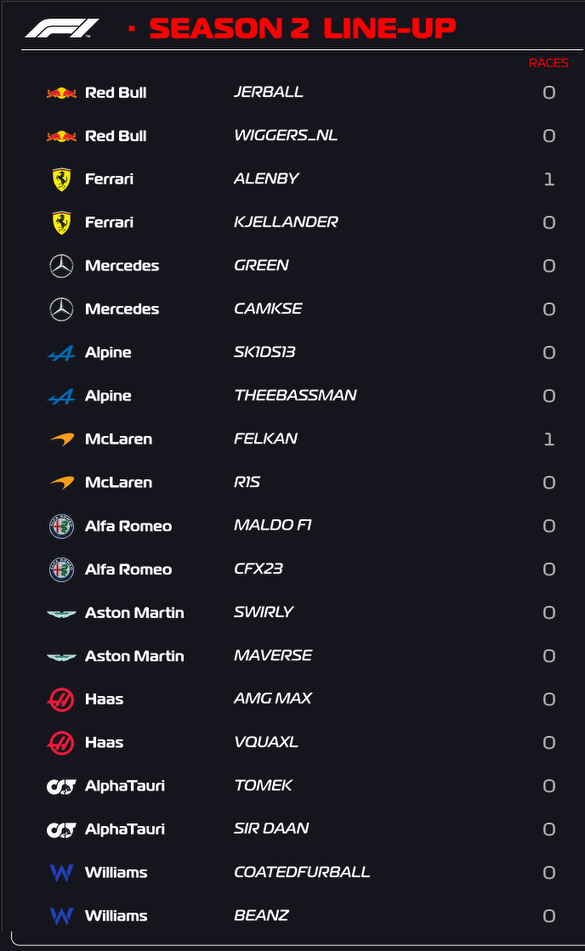 F1 · SEASON 2 LINE-UP
RACES
Red Bull JERBALL 0
Red Bull WIGGERS_NL 0
Ferrari ALENBY 1
Ferrari KJELLANDER 0
Mercedes GREEN 0
Mercedes CAMKSE 0
Alpine SK1DS13 0
Alpine THEEBASSMAN 0
McLaren FELKAN 1
McLaren R1S 0
Alfa Romeo MALDO F1 0
Alfa Romeo CFX23 0
Aston Martin SWIRLY 0
Aston Martin MAVERSE 0
Haas AMG MAX 0
Haas VQUAXL 0
AlphaTauri TOMEK 0
AlphaTauri SIR DAAN 0
Williams COATEDFURBALL 0
Williams BEANZ 0